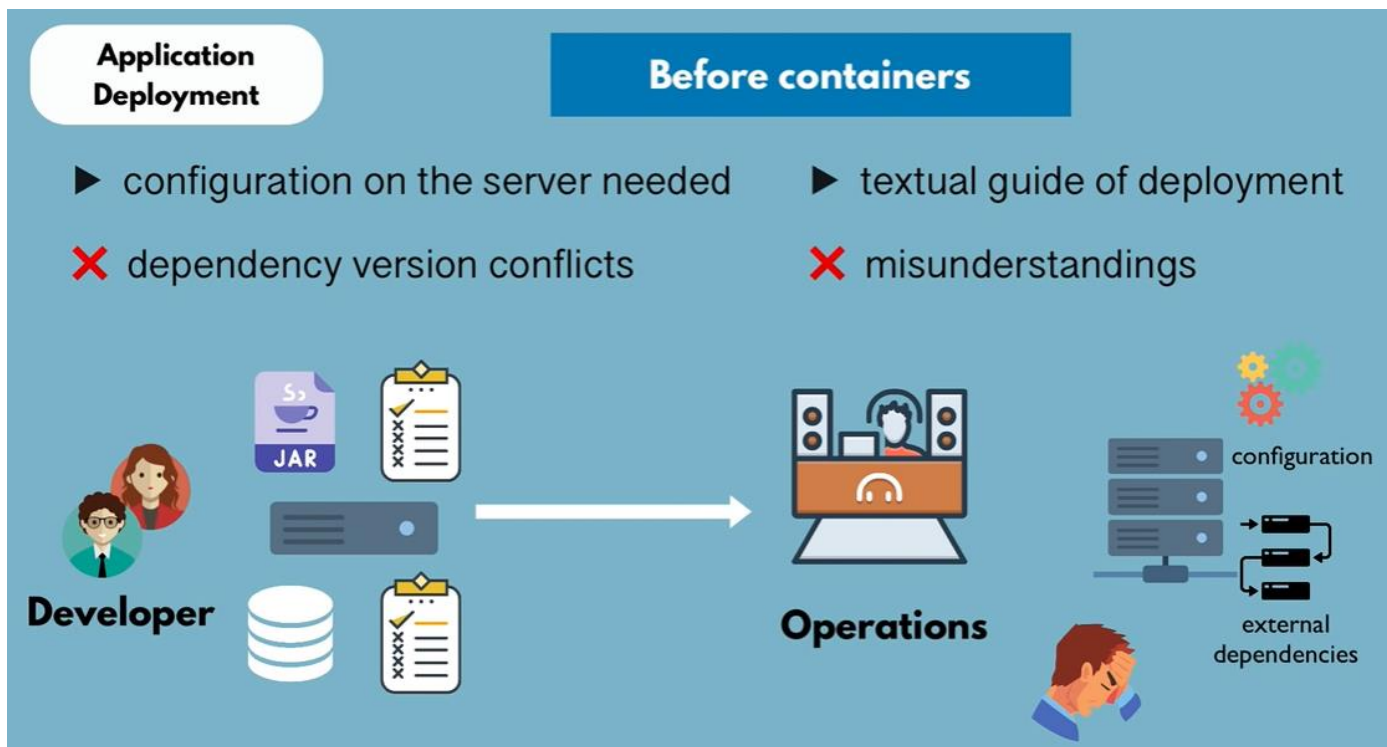 Application
Deployment
Before containers
▶ configuration on the server needed
❌ dependency version conflicts
▶ textual guide of deployment
❌ misunderstandings
JAR
Developer
Operations
configuration
external
dependencies